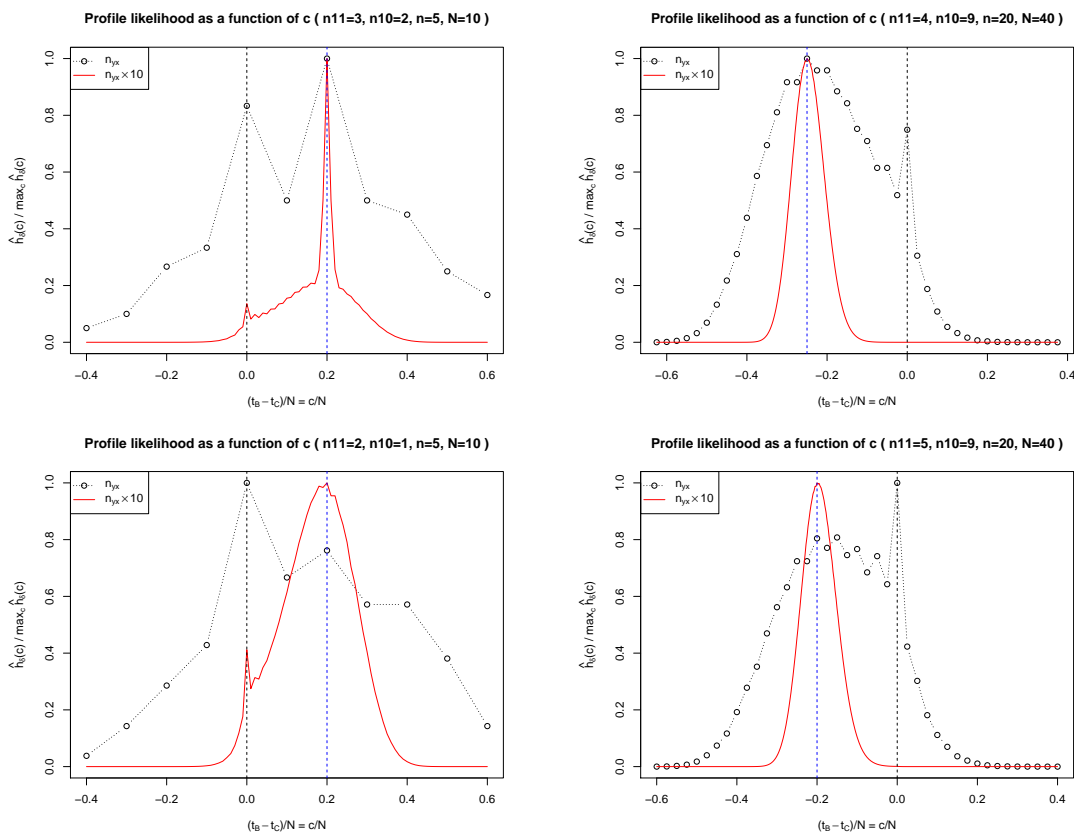 Profile likelihood as a function of c ( n11=3, n10=2, n=5, N=10 )
n_yx
n_yx×10
0.0 0.2 0.4 0.6 0.8 1.0
ĥ_δ(c) / max_c ĥ_δ(c)
−0.4 −0.2 0.0 0.2 0.4 0.6
(t_B − t_C)/N = c/N
Profile likelihood as a function of c ( n11=4, n10=9, n=20, N=40 )
n_yx
n_yx×10
0.0 0.2 0.4 0.6 0.8 1.0
ĥ_δ(c) / max_c ĥ_δ(c)
−0.6 −0.4 −0.2 0.0 0.2 0.4
(t_B − t_C)/N = c/N
Profile likelihood as a function of c ( n11=2, n10=1, n=5, N=10 )
n_yx
n_yx×10
0.0 0.2 0.4 0.6 0.8 1.0
ĥ_δ(c) / max_c ĥ_δ(c)
−0.4 −0.2 0.0 0.2 0.4 0.6
(t_B − t_C)/N = c/N
Profile likelihood as a function of c ( n11=5, n10=9, n=20, N=40 )
n_yx
n_yx×10
0.0 0.2 0.4 0.6 0.8 1.0
ĥ_δ(c) / max_c ĥ_δ(c)
−0.6 −0.4 −0.2 0.0 0.2 0.4
(t_B − t_C)/N = c/N